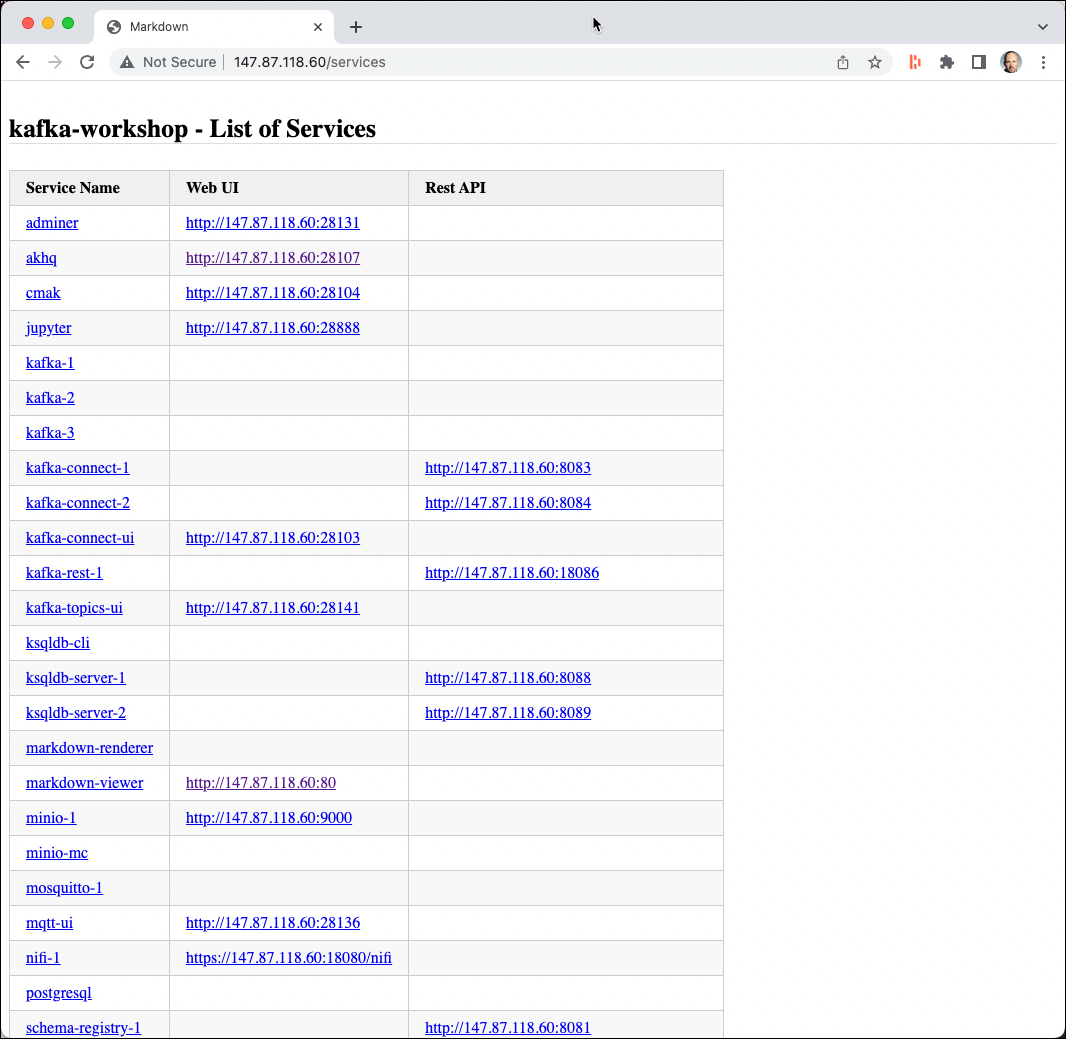 Markdown
Not Secure 147.87.118.60/services
kafka-workshop - List of Services
Service Name Web UI Rest API
adminer http://147.87.118.60:28131
akhq http://147.87.118.60:28107
cmak http://147.87.118.60:28104
jupyter http://147.87.118.60:28888
kafka-1
kafka-2
kafka-3
kafka-connect-1 http://147.87.118.60:8083
kafka-connect-2 http://147.87.118.60:8084
kafka-connect-ui http://147.87.118.60:28103
kafka-rest-1 http://147.87.118.60:18086
kafka-topics-ui http://147.87.118.60:28141
ksqldb-cli
ksqldb-server-1 http://147.87.118.60:8088
ksqldb-server-2 http://147.87.118.60:8089
markdown-renderer
markdown-viewer http://147.87.118.60:80
minio-1 http://147.87.118.60:9000
minio-mc
mosquitto-1
mqtt-ui http://147.87.118.60:28136
nifi-1 https://147.87.118.60:18080/nifi
postgresql
schema-registry-1 http://147.87.118.60:8081